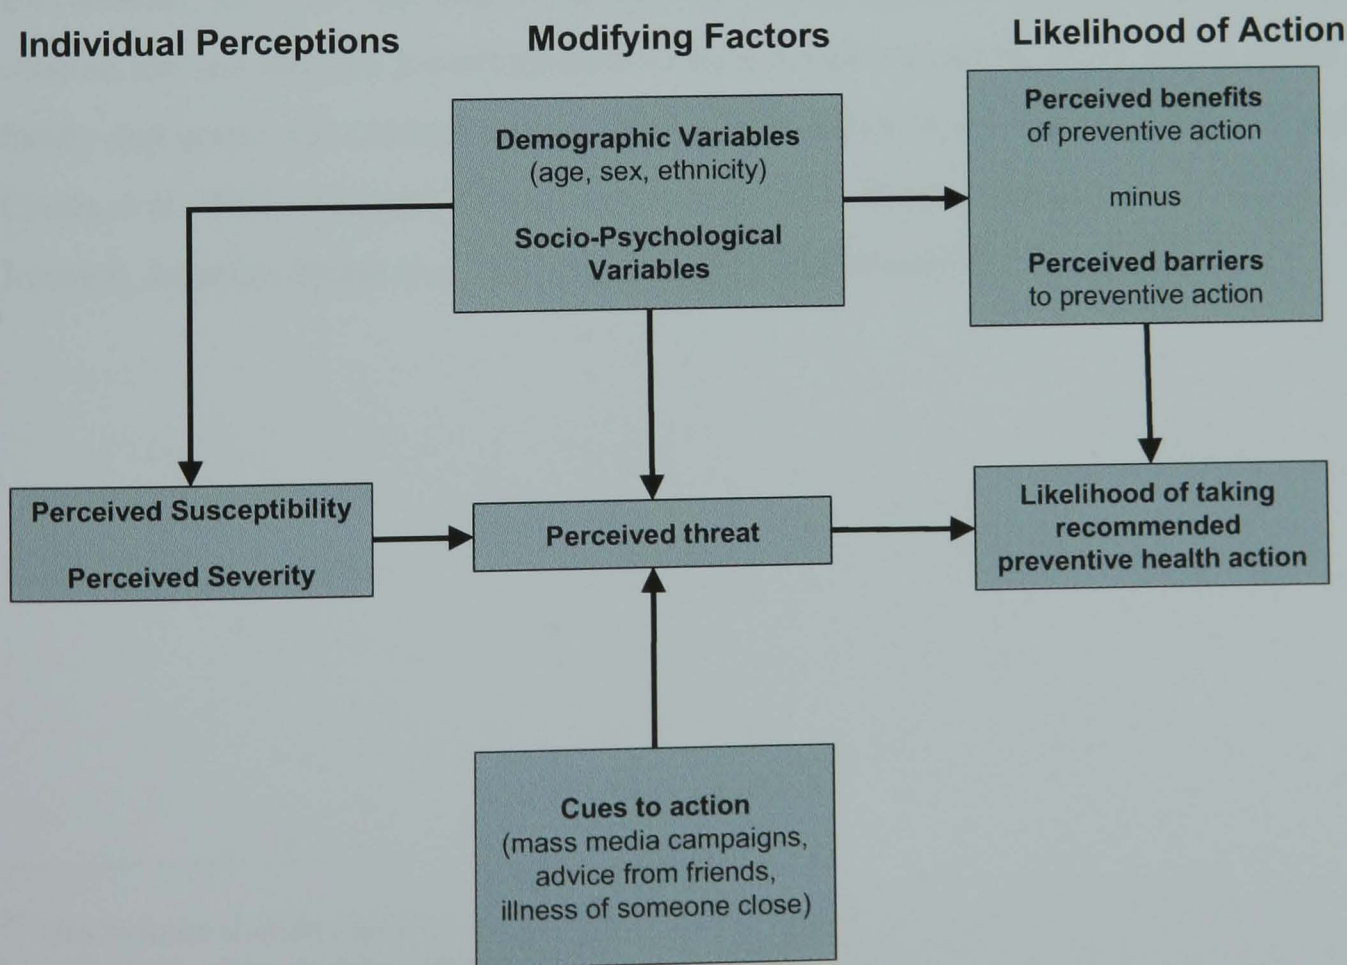 Individual Perceptions
Modifying Factors
Likelihood of Action
Demographic Variables
(age, sex, ethnicity)
Socio-Psychological
Variables
Perceived benefits
of preventive action
minus
Perceived barriers
to preventive action
Perceived Susceptibility
Perceived Severity
Perceived threat
Likelihood of taking
recommended
preventive health action
Cues to action
(mass media campaigns,
advice from friends,
illness of someone close)